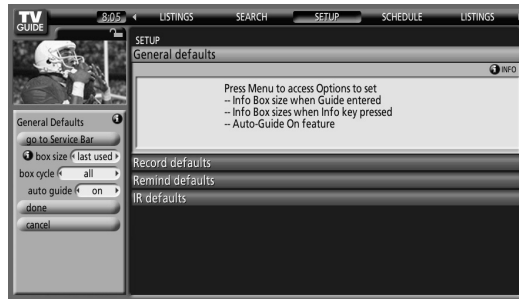 TV GUIDE
8:05 LISTINGS SEARCH SETUP SCHEDULE LISTINGS
SETUP
General defaults
INFO
Press Menu to access Options to set
-- Info Box size when Guide entered
-- Info Box sizes when Info key pressed
-- Auto-Guide On feature
Record defaults
Remind defaults
IR defaults
General Defaults
go to Service Bar
box size last used
box cycle all
auto guide on
done
cancel